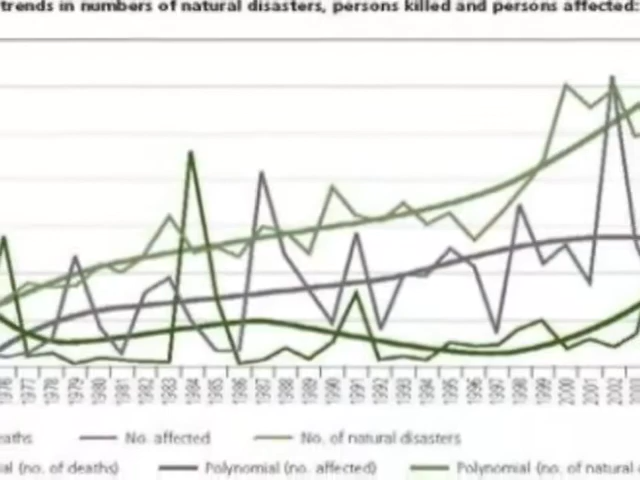 trends in numbers of natural disasters, persons killed and persons affected:
1976 1977 1978 1979 1980 1981 1982 1983 1984 1985 1986 1987 1988 1989 1990 1991 1992 1993 1994 1995 1996 1997 1998 1999 2000 2001 2002
eaths No. affected No. of natural disasters
ial (no. of deaths) Polynomial (no. affected) Polynomial (no. of natural